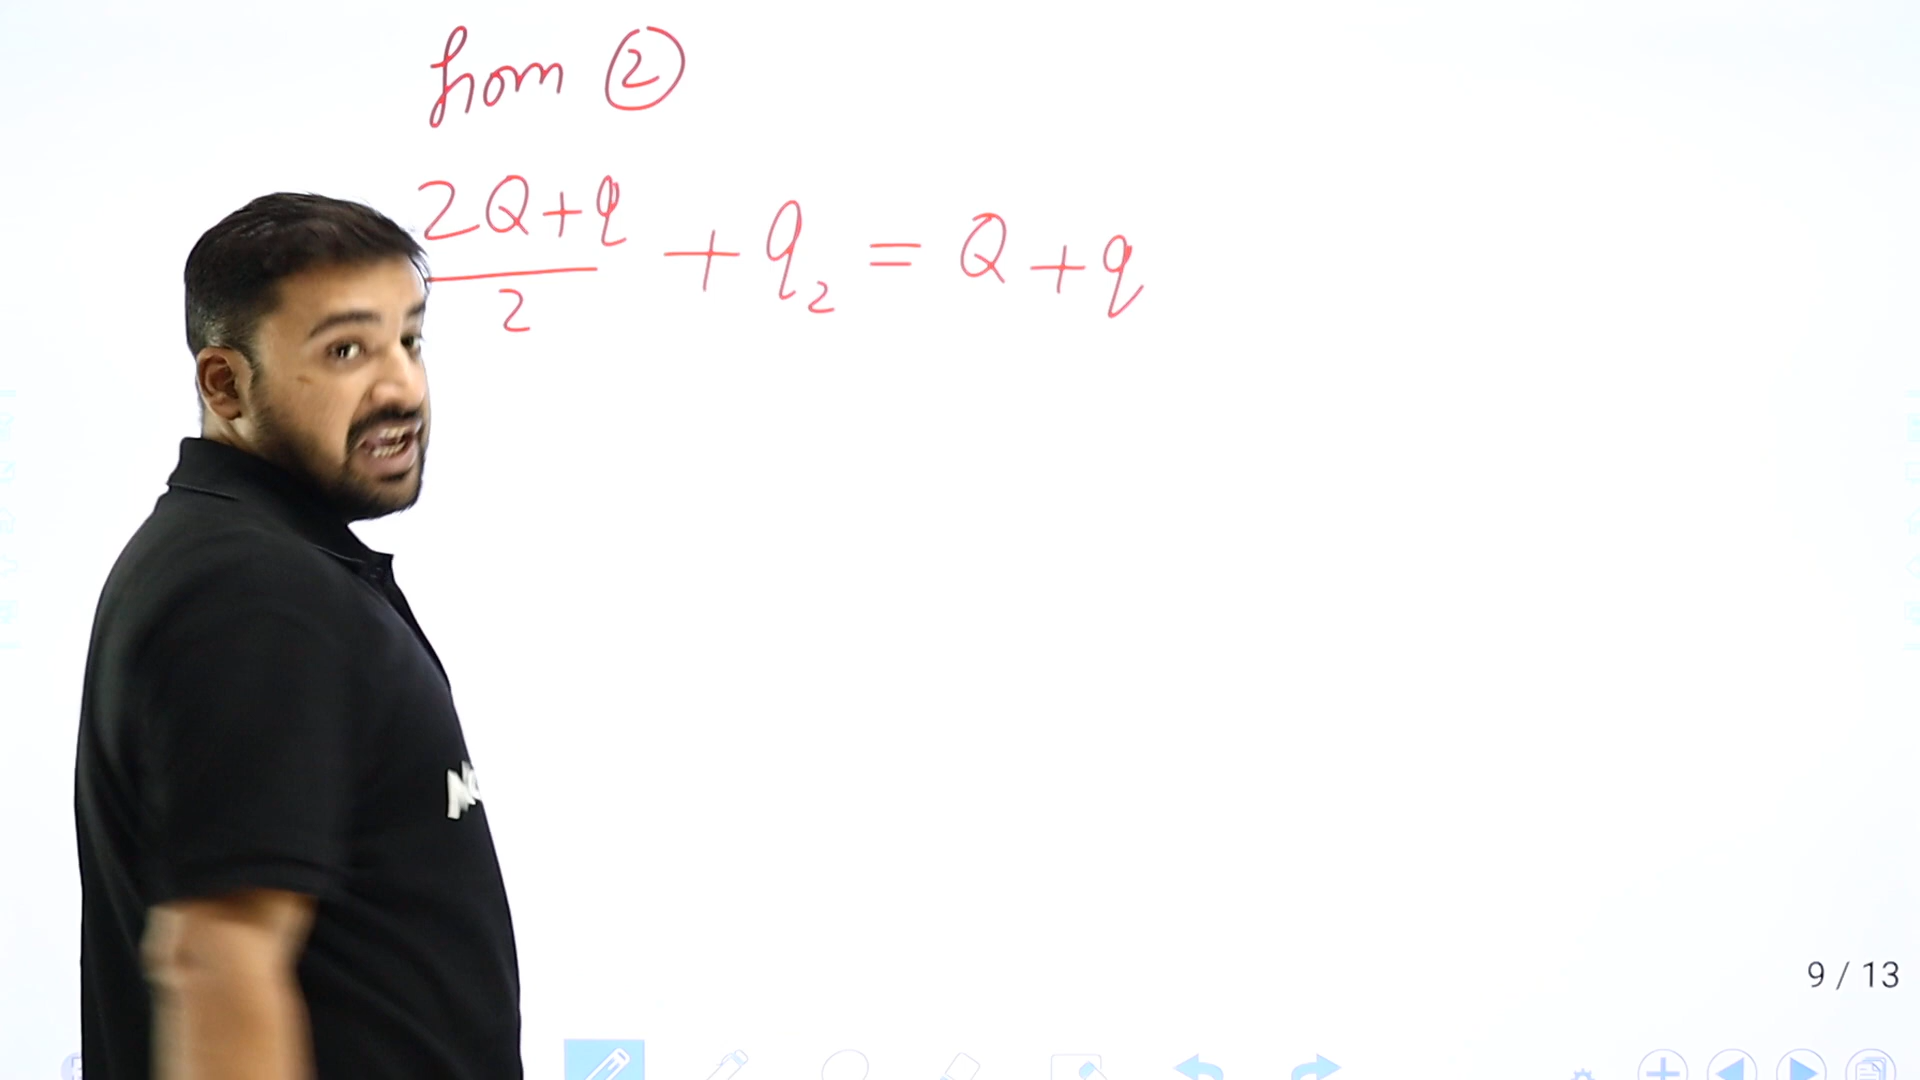 from ②
2Q+q
――― + q₂ = Q + q
2
9 / 13